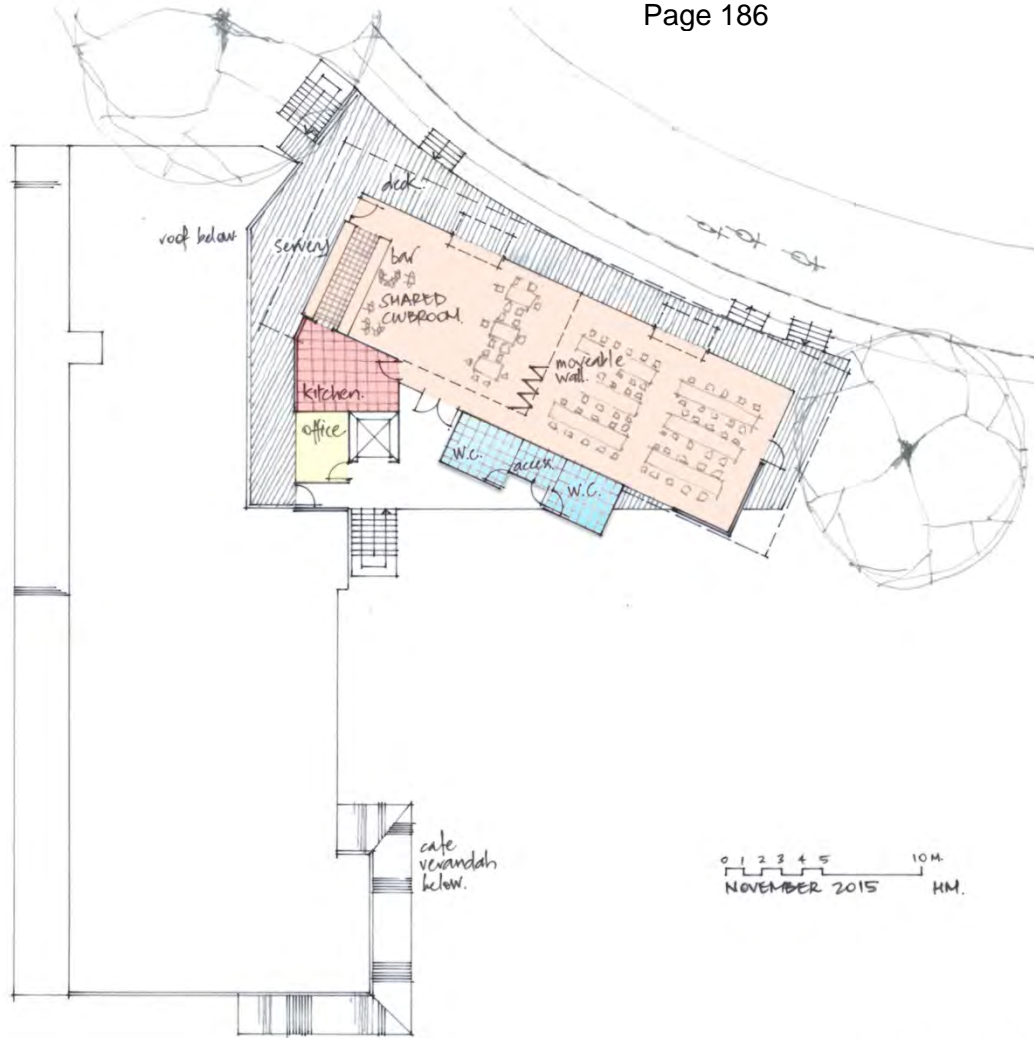 Page 186
deck.
roof below
servery
bar
SHARED
CLUBROOM.
moveable
wall.
kitchen.
office
W.C.
access.
W.C.
cafe
verandah
below.
0 1 2 3 4 5 10 M.
NOVEMBER 2015 HM.